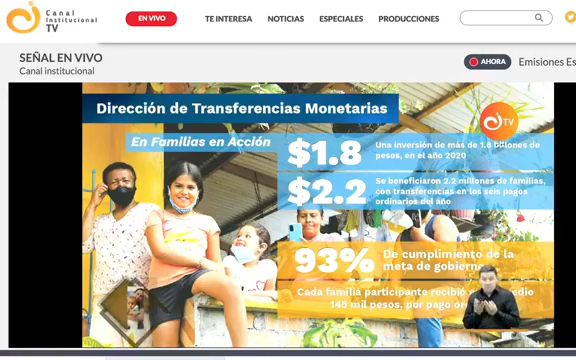 Canal
Institucional
TV
EN VIVO
TE INTERESA
NOTICIAS
ESPECIALES
PRODUCCIONES
SEÑAL EN VIVO
Canal institucional
AHORA
Emisiones Es
Dirección de Transferencias Monetarias
TV
En Familias en Acción
$1.8
Una inversión de más de 1.8 billones de
pesos, en el año 2020
$2.2
Se beneficiaron 2.2 millones de familias,
con transferencias en los seis pagos
ordinarios del año
93%
De cumplimiento de la
meta de gobierno
Cada familia participante recibió edio
145 mil pesos, por pago or